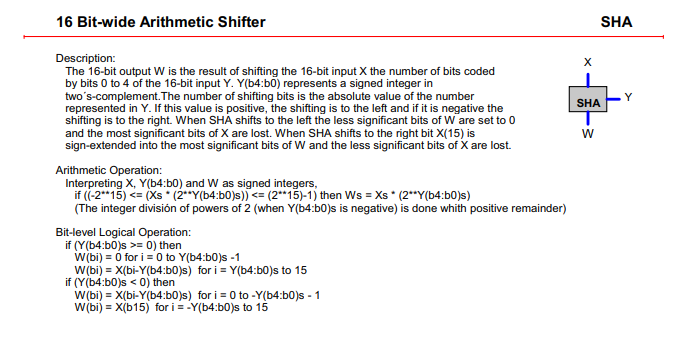 16 Bit-wide Arithmetic Shifter SHA
Description:
The 16-bit output W is the result of shifting the 16-bit input X the number of bits coded
by bits 0 to 4 of the 16-bit input Y. Y(b4:b0) represents a signed integer in
two´s-complement.The number of shifting bits is the absolute value of the number
represented in Y. If this value is positive, the shifting is to the left and if it is negative the
shifting is to the right. When SHA shifts to the left the less significant bits of W are set to 0
and the most significant bits of X are lost. When SHA shifts to the right bit X(15) is
sign-extended into the most significant bits of W and the less significant bits of X are lost.
X
SHA
Y
W
Arithmetic Operation:
Interpreting X, Y(b4:b0) and W as signed integers,
if ((-2**15) <= (Xs * (2**Y(b4:b0)s)) <= (2**15)-1) then Ws = Xs * (2**Y(b4:b0)s)
(The integer división of powers of 2 (when Y(b4:b0)s is negative) is done whith positive remainder)
Bit-level Logical Operation:
if (Y(b4:b0)s >= 0) then
W(bi) = 0 for i = 0 to Y(b4:b0)s -1
W(bi) = X(bi-Y(b4:b0)s) for i = Y(b4:b0)s to 15
if (Y(b4:b0)s < 0) then
W(bi) = X(bi-Y(b4:b0)s) for i = 0 to -Y(b4:b0)s - 1
W(bi) = X(b15) for i = -Y(b4:b0)s to 15